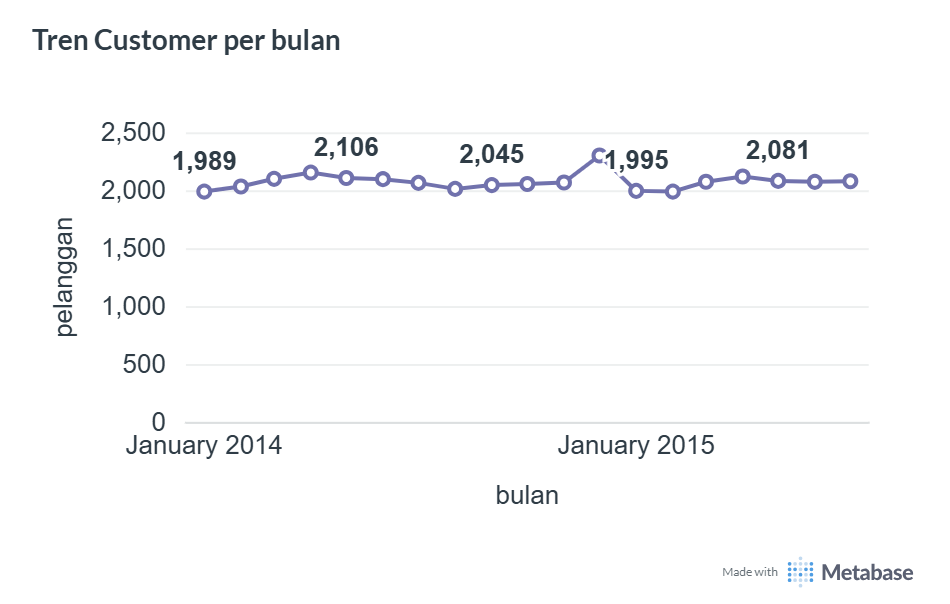 Tren Customer per bulan
2,500
1,989
2,106
2,045
1,995
2,081
2,000
1,500
1,000
500
0
pelanggan
January 2014
January 2015
bulan
Made with Metabase